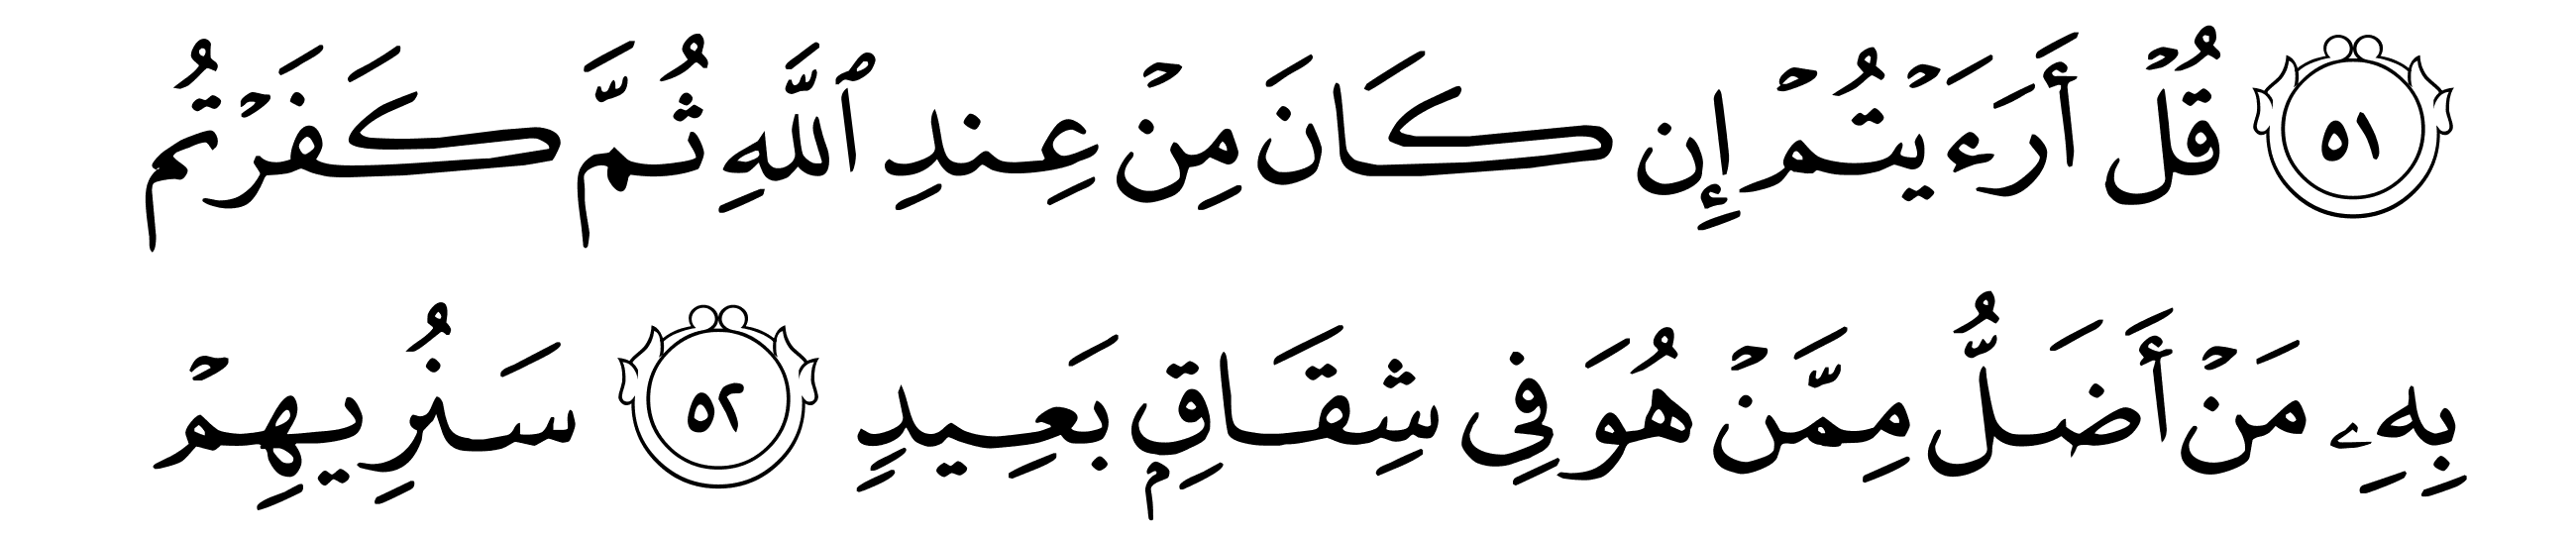 ٥١ قُلْ أَرَءَيْتُمْ إِن كَانَ مِنْ عِندِ ٱللَّهِ ثُمَّ كَفَرْتُم
بِهِۦ مَنْ أَضَلُّ مِمَّنْ هُوَ فِى شِقَاقٍۭ بَعِيدٍ ٥٢ سَنُرِيهِمْ